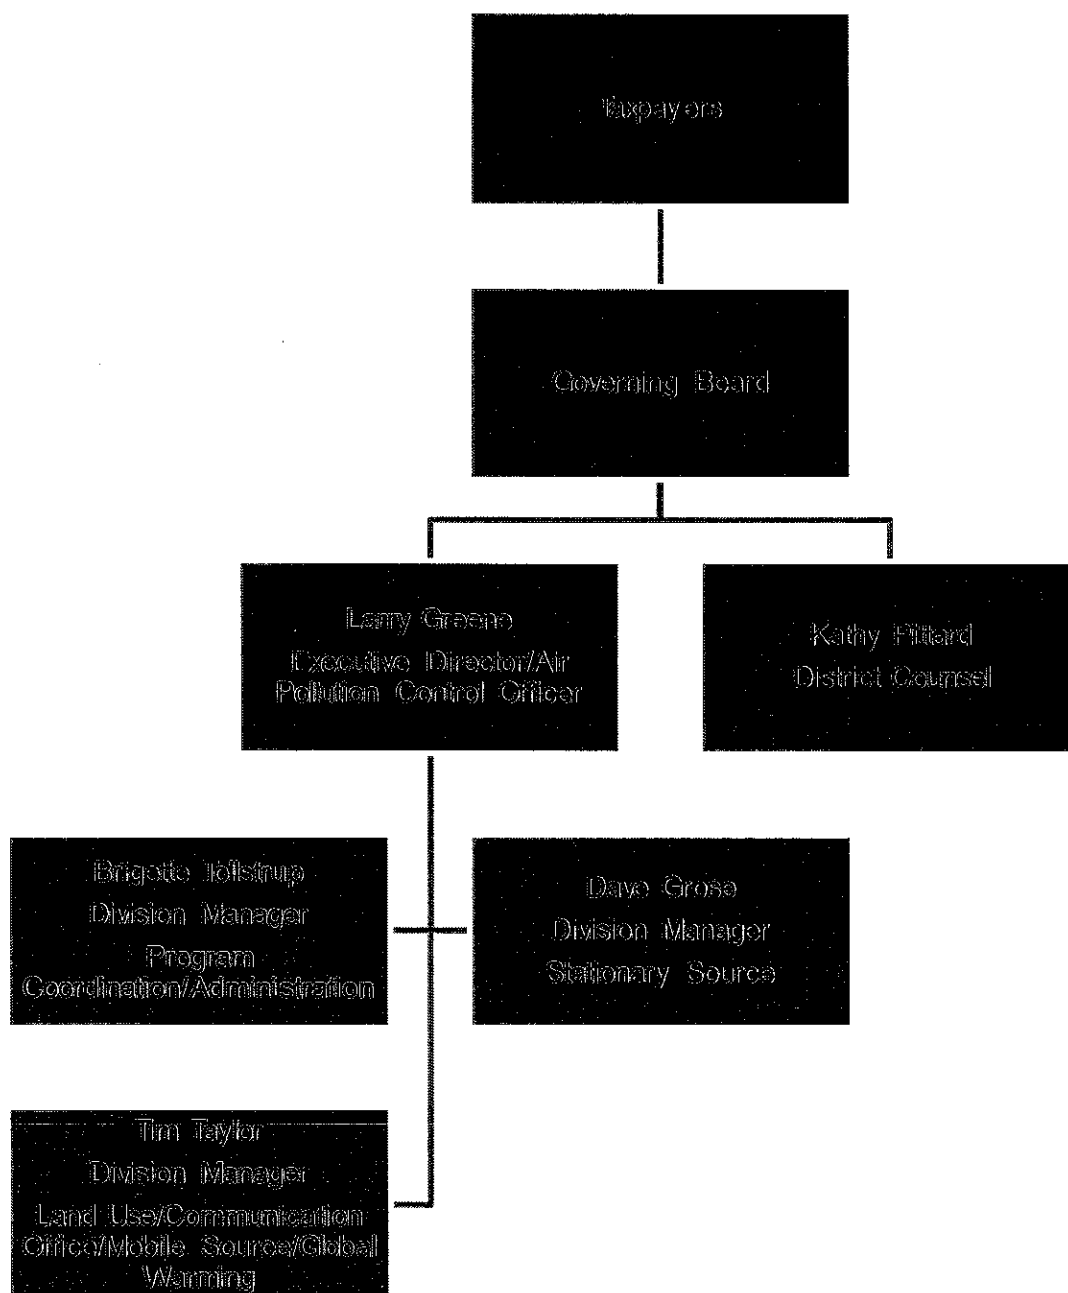 Taxpayers
Governing Board
Larry Greene
Executive Director/Air
Pollution Control Officer
Kathy Pittard
District Counsel
Brigette Tollstrup
Division Manager
Program
Coordination/Administration
Dave Grose
Division Manager
Stationary Source
Tim Taylor
Division Manager
Land Use/Communication
Office/Mobile Source/Global
Warming